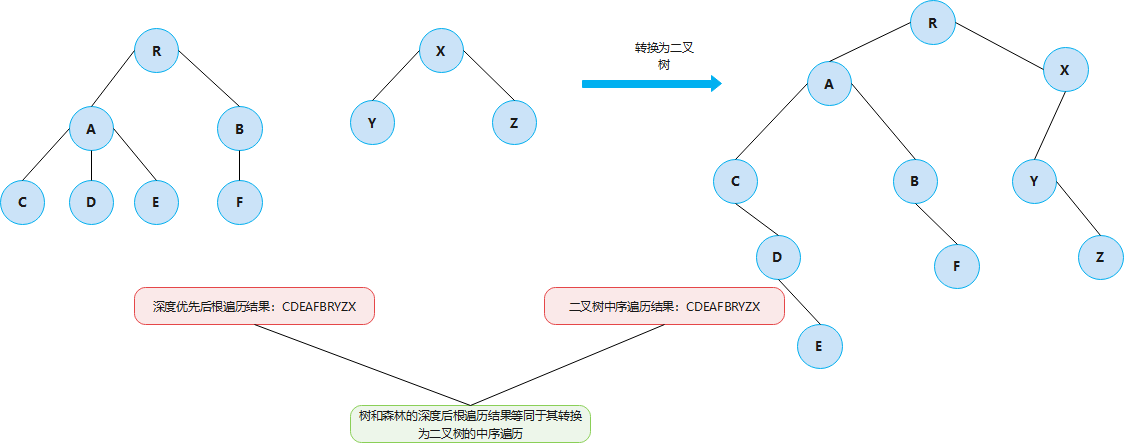 R
X
转换为二叉
树
R
A
X
A
B
Y
Z
C
D
E
F
C
B
Y
D
F
Z
E
深度优先后根遍历结果：CDEAFBRYZX
二叉树中序遍历结果：CDEAFBRYZX
树和森林的深度后根遍历结果等同于其转换
为二叉树的中序遍历